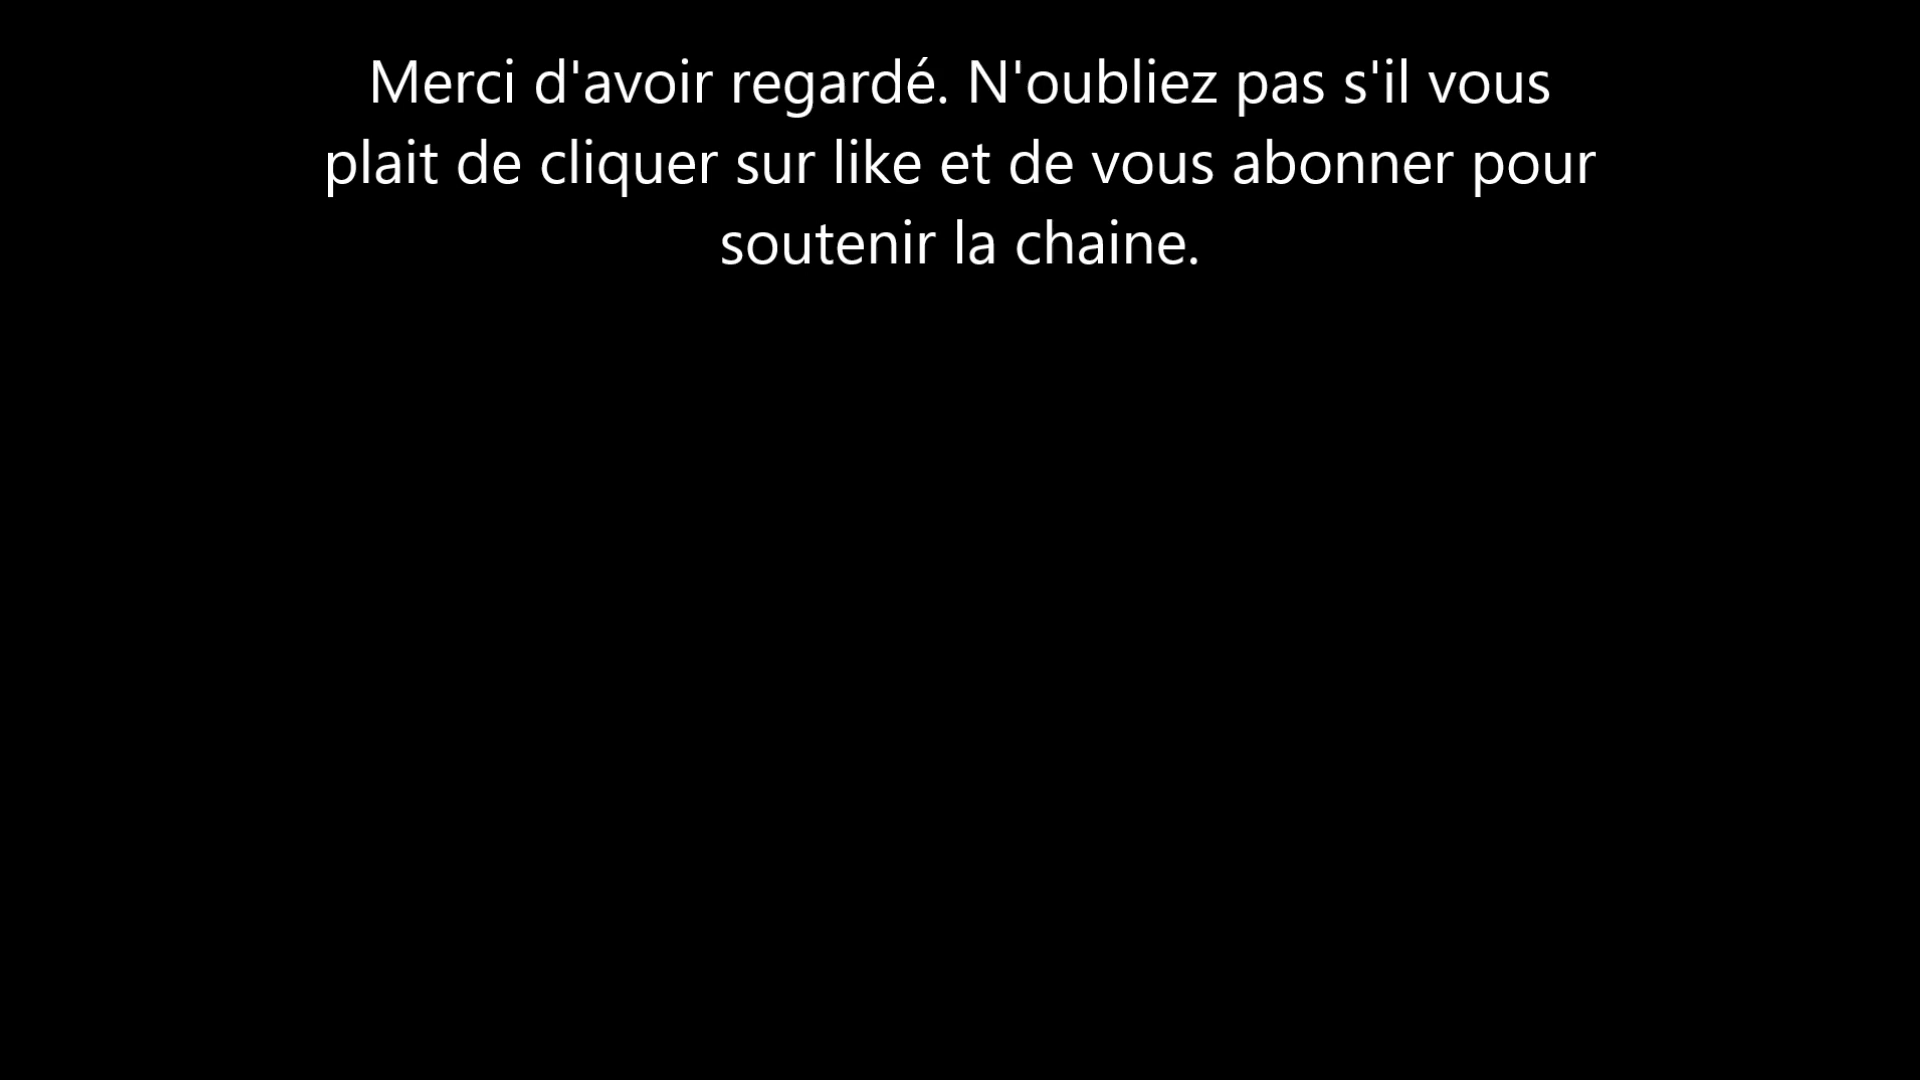 Merci d'avoir regardé. N'oubliez pas s'il vous
plait de cliquer sur like et de vous abonner pour
soutenir la chaine.